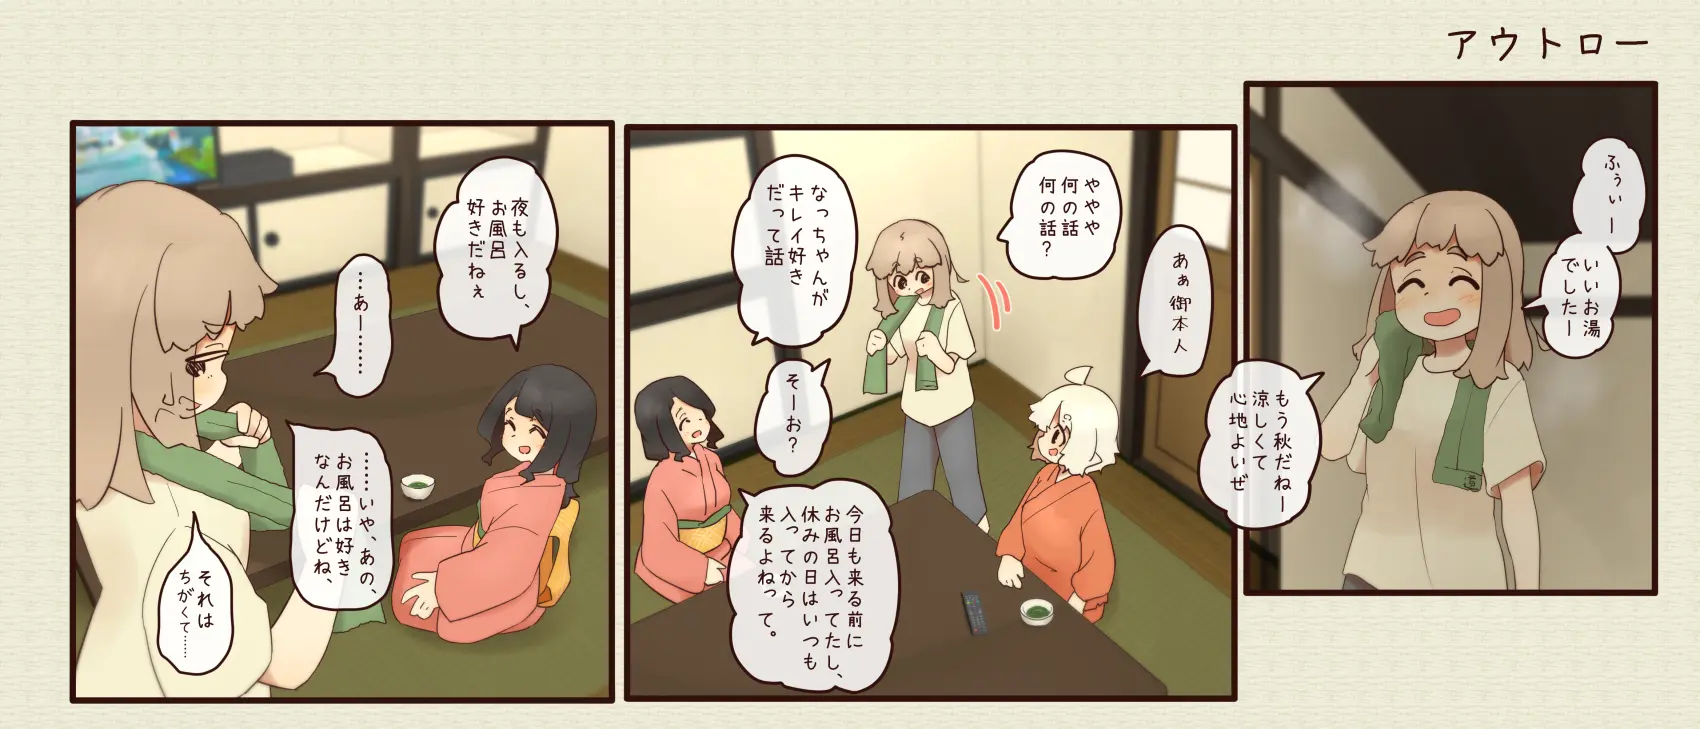 アウトロー
ふぅぃー
いいお湯
でしたー
もう秋だねー
涼しくて
心地よいぜ
あぁ御本人
ややや
何の話
何の話？
なっちゃんが
キレイ好き
だって話
そーお？
今日も来る前に
お風呂入ってたし、
休みの日はいつも
入ってから
来るよねって。
夜も入るし、
お風呂
好きだねぇ
…あー……
……いや、あの、
お風呂は好き
なんだけどね、
それは
ちがくて……